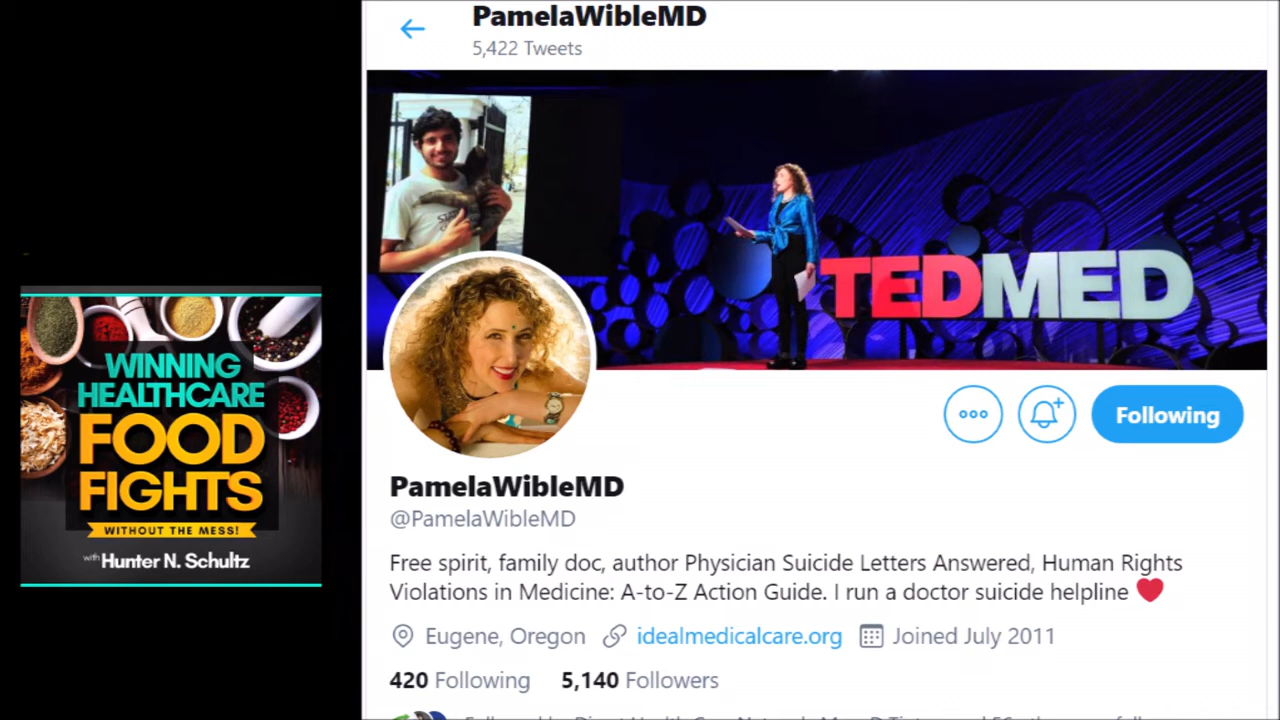 WINNING
HEALTHCARE
FOOD
FIGHTS
WITHOUT THE MESS!
with Hunter N. Schultz
PamelaWibleMD
5,422 Tweets
TEDMED
Following
PamelaWibleMD
@PamelaWibleMD
Free spirit, family doc, author Physician Suicide Letters Answered, Human Rights
Violations in Medicine: A-to-Z Action Guide. I run a doctor suicide helpline ❤️
Eugene, Oregon idealmedicalcare.org Joined July 2011
420 Following 5,140 Followers